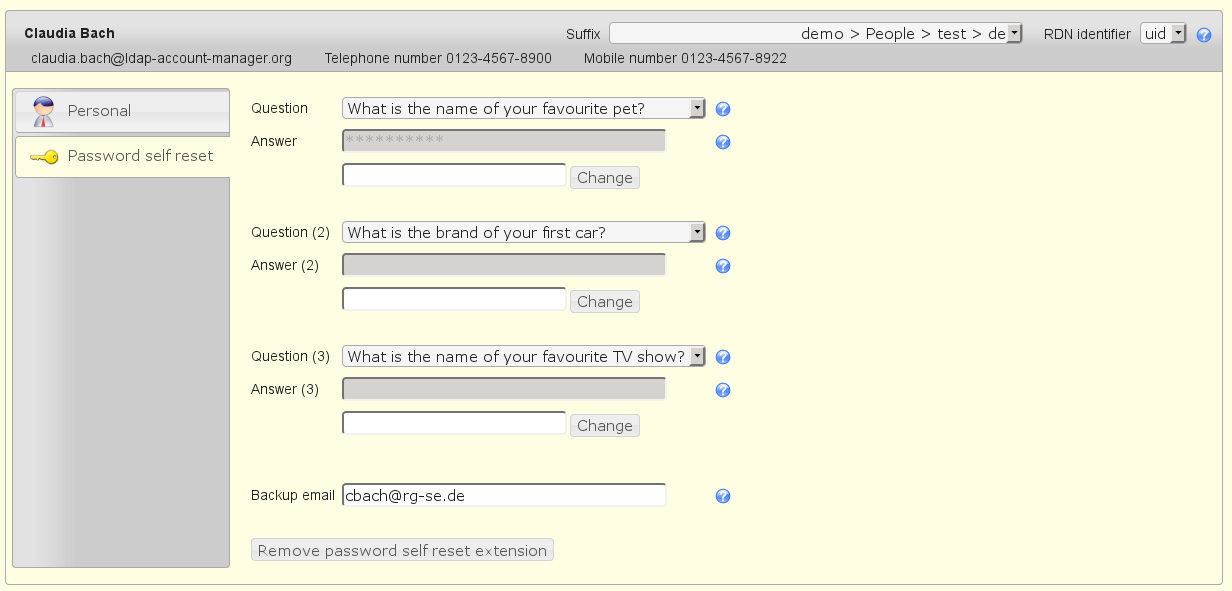 Claudia Bach Suffix demo > People > test > de RDN identifier uid
claudia.bach@ldap-account-manager.org Telephone number 0123-4567-8900 Mobile number 0123-4567-8922
Personal
Password self reset
Question What is the name of your favourite pet?
Answer **********
Change
Question (2) What is the brand of your first car?
Answer (2)
Change
Question (3) What is the name of your favourite TV show?
Answer (3)
Change
Backup email cbach@rg-se.de
Remove password self reset extension